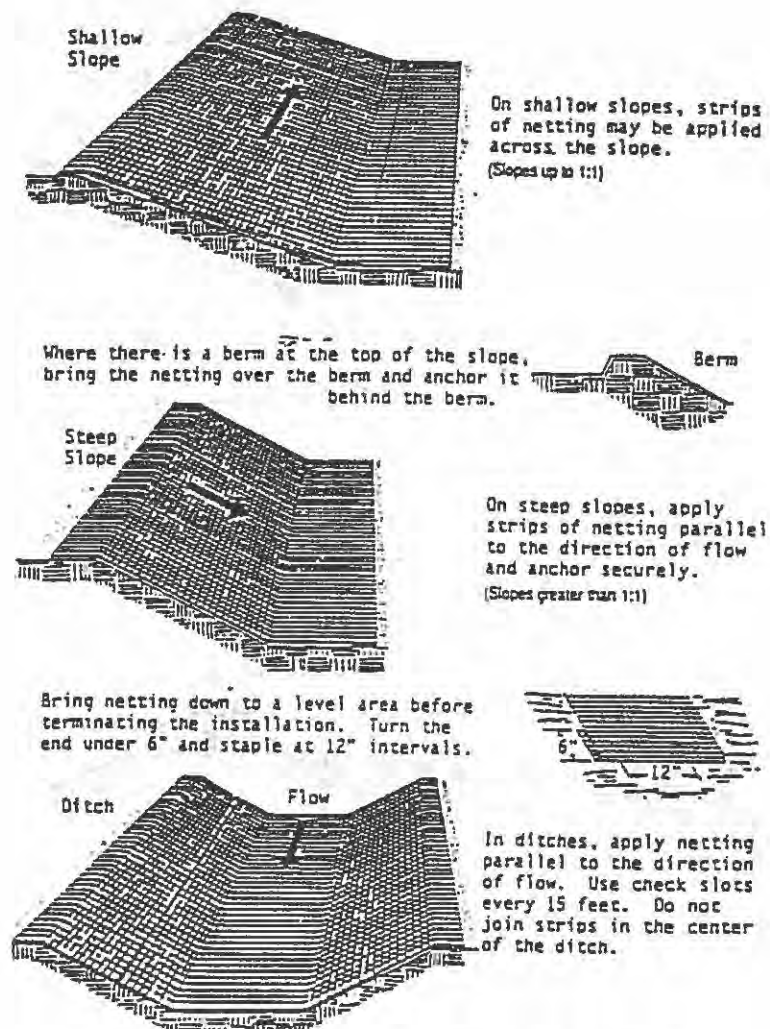 Shallow
Slope
On shallow slopes, strips
of netting may be applied
across the slope.
(Slopes up to 1:1)
Where there is a berm at the top of the slope,
bring the netting over the berm and anchor it
behind the berm.
Berm
Steep
Slope
On steep slopes, apply
strips of netting parallel
to the direction of flow
and anchor securely.
(Slopes greater than 1:1)
Bring netting down to a level area before
terminating the installation. Turn the
end under 6" and staple at 12" intervals.
6"
12"
Ditch
Flow
In ditches, apply netting
parallel to the direction
of flow. Use check slots
every 15 feet. Do not
join strips in the center
of the ditch.